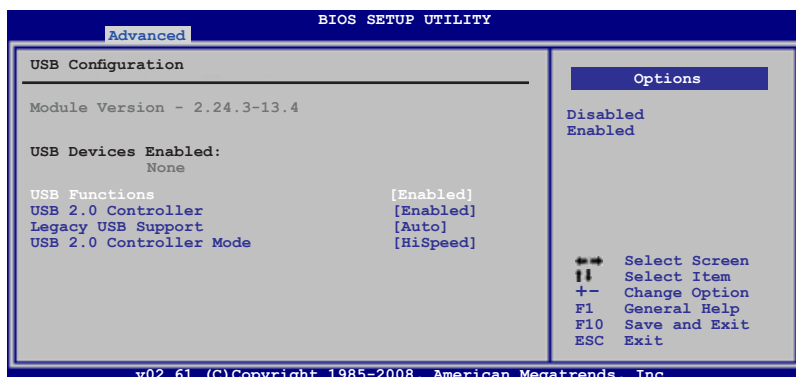 BIOS SETUP UTILITY
Advanced
USB Configuration
Module Version - 2.24.3-13.4
USB Devices Enabled:
None
USB Functions [Enabled]
USB 2.0 Controller [Enabled]
Legacy USB Support [Auto]
USB 2.0 Controller Mode [HiSpeed]
Options
Disabled
Enabled
Select Screen
Select Item
+- Change Option
F1 General Help
F10 Save and Exit
ESC Exit
v02.61 (C)Copyright 1985-2008, American Megatrends, Inc.